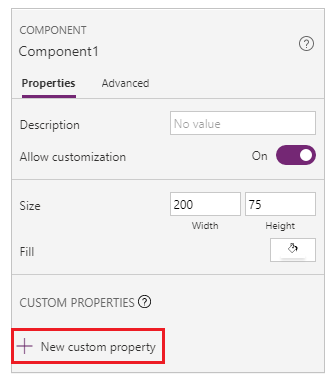 COMPONENT
Component1
Properties Advanced
Description No value
Allow customization On
Size 200 75
Width Height
Fill
CUSTOM PROPERTIES
New custom property